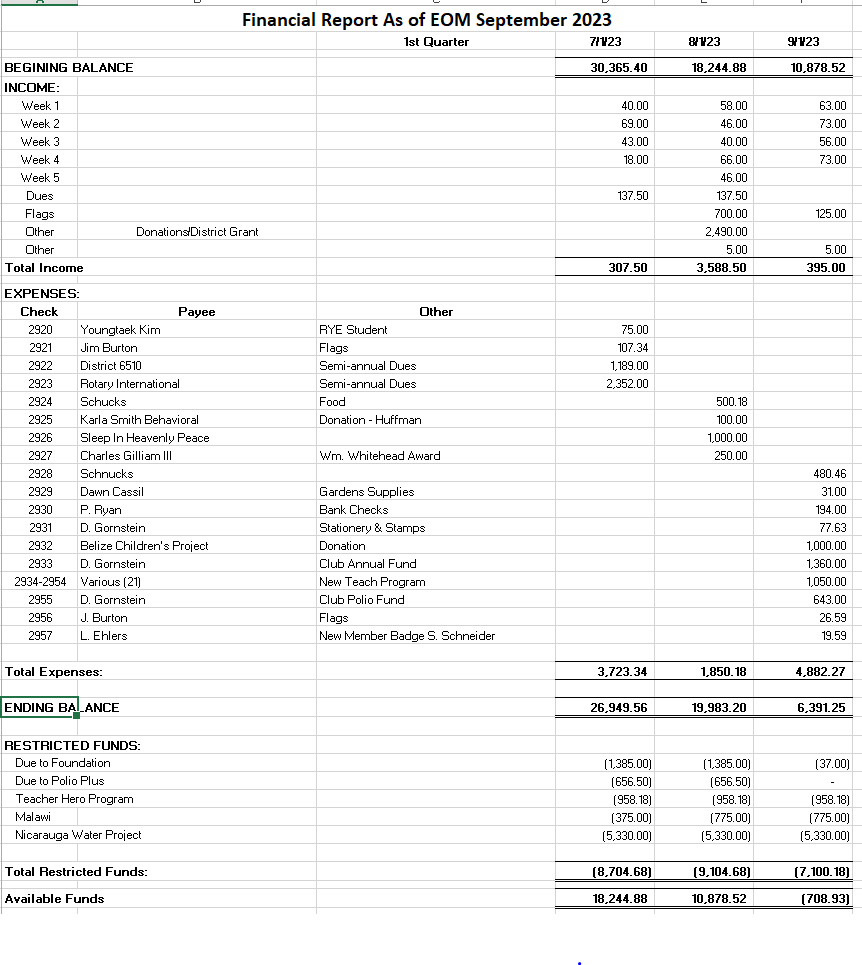 Financial Report As of EOM September 2023
1st Quarter 7/1/23 8/1/23 9/1/23
BEGINING BALANCE 30,365.40 18,244.88 10,878.52
INCOME:
Week 1 40.00 58.00 63.00
Week 2 69.00 46.00 73.00
Week 3 43.00 40.00 56.00
Week 4 18.00 66.00 73.00
Week 5 46.00
Dues 137.50 137.50
Flags 700.00 125.00
Other Donations/District Grant 2,490.00
Other 5.00 5.00
Total Income 307.50 3,588.50 395.00
EXPENSES:
Check Payee Other
2920 Youngtaek Kim RYE Student 75.00
2921 Jim Burton Flags 107.34
2922 District 6510 Semi-annual Dues 1,189.00
2923 Rotary International Semi-annual Dues 2,352.00
2924 Schucks Food 500.18
2925 Karla Smith Behavioral Donation - Huffman 100.00
2926 Sleep In Heavenly Peace 1,000.00
2927 Charles Gilliam III Wm. Whitehead Award 250.00
2928 Schnucks 480.46
2929 Dawn Cassil Gardens Supplies 31.00
2930 P. Ryan Bank Checks 194.00
2931 D. Gornstein Stationery & Stamps 77.63
2932 Belize Children's Project Donation 1,000.00
2933 D. Gornstein Club Annual Fund 1,360.00
2934-2954 Various (21) New Teach Program 1,050.00
2955 D. Gornstein Club Polio Fund 643.00
2956 J. Burton Flags 26.59
2957 L. Ehlers New Member Badge S. Schneider 19.59
Total Expenses: 3,723.34 1,850.18 4,882.27
ENDING BALANCE 26,949.56 19,983.20 6,391.25
RESTRICTED FUNDS:
Due to Foundation (1,385.00) (1,385.00) (37.00)
Due to Polio Plus (656.50) (656.50) -
Teacher Hero Program (958.18) (958.18) (958.18)
Malawi (375.00) (775.00) (775.00)
Nicarauga Water Project (5,330.00) (5,330.00) (5,330.00)
Total Restricted Funds: (8,704.68) (9,104.68) (7,100.18)
Available Funds 18,244.88 10,878.52 (708.93)